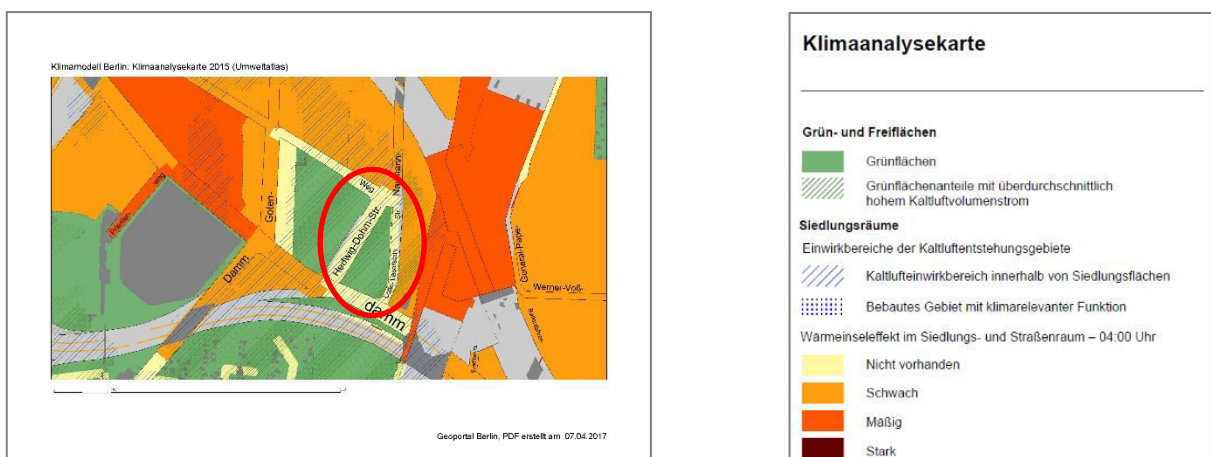 Klimamodell Berlin: Klimaanalysekarte 2015 (Umweltatlas)
Weg
Naumann-
Str.
Goten-
Hedwig-Dohm-Str.
Damm
damm
Werner-Voß-
Geoportal Berlin, PDF erstellt am 07.04.2017
Klimaanalysekarte
Grün- und Freiflächen
Grünflächen
Grünflächenanteile mit überdurchschnittlich
hohem Kaltluftvolumenstrom
Siedlungsräume
Einwirkbereiche der Kaltluftentstehungsgebiete
Kaltlufteinwirkbereich innerhalb von Siedlungsflächen
Bebautes Gebiet mit klimarelevanter Funktion
Wärmeinseleffekt im Siedlungs- und Straßenraum – 04:00 Uhr
Nicht vorhanden
Schwach
Mäßig
Stark